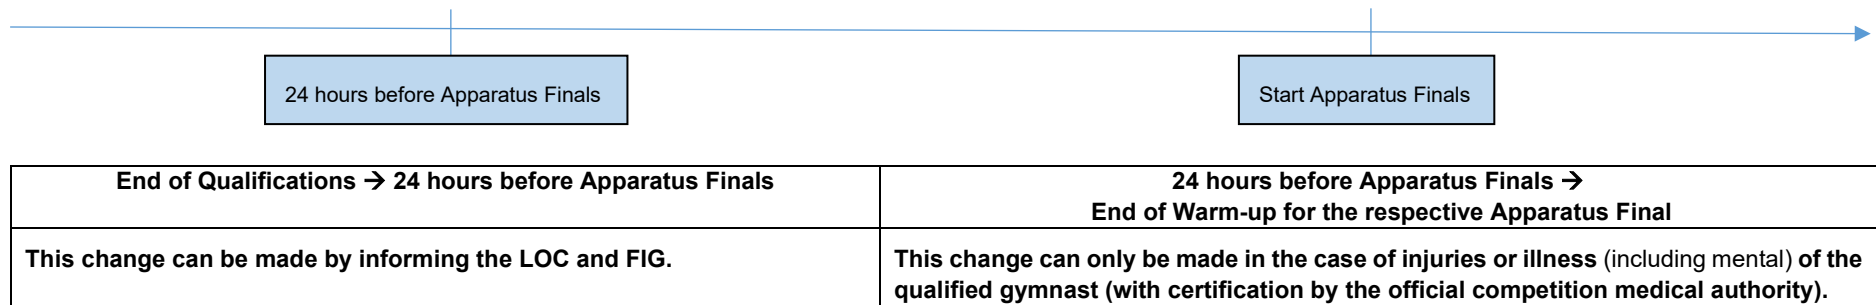 24 hours before Apparatus Finals
Start Apparatus Finals
End of Qualifications → 24 hours before Apparatus Finals
24 hours before Apparatus Finals →
End of Warm-up for the respective Apparatus Final
This change can be made by informing the LOC and FIG.
This change can only be made in the case of injuries or illness (including mental) of the
qualified gymnast (with certification by the official competition medical authority).